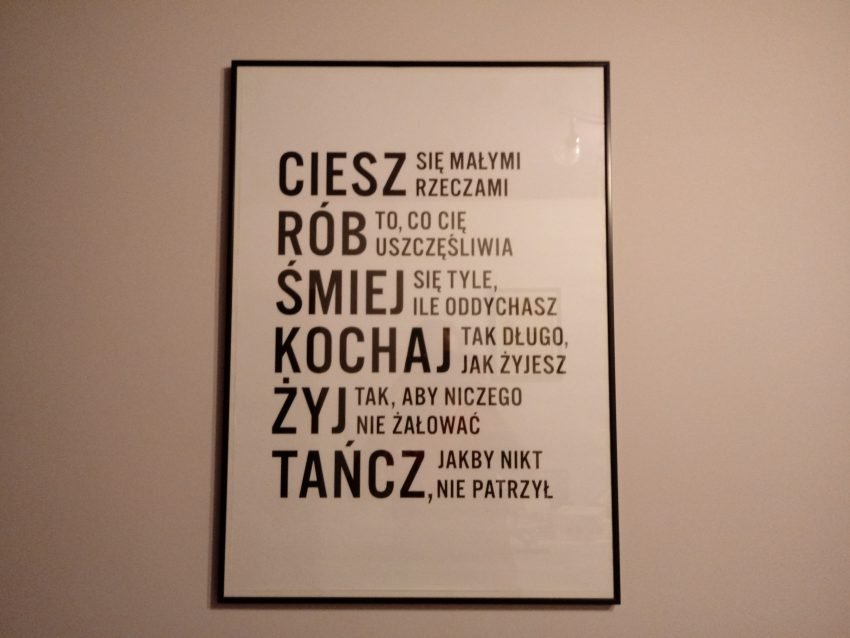 CIESZ SIĘ MAŁYMI
RZECZAMI
RÓB TO, CO CIĘ
USZCZĘŚLIWIA
ŚMIEJ SIĘ TYLE,
ILE ODDYCHASZ
KOCHAJ TAK DŁUGO,
JAK ŻYJESZ
ŻYJ TAK, ABY NICZEGO
NIE ŻAŁOWAĆ
TAŃCZ, JAKBY NIKT
NIE PATRZYŁ